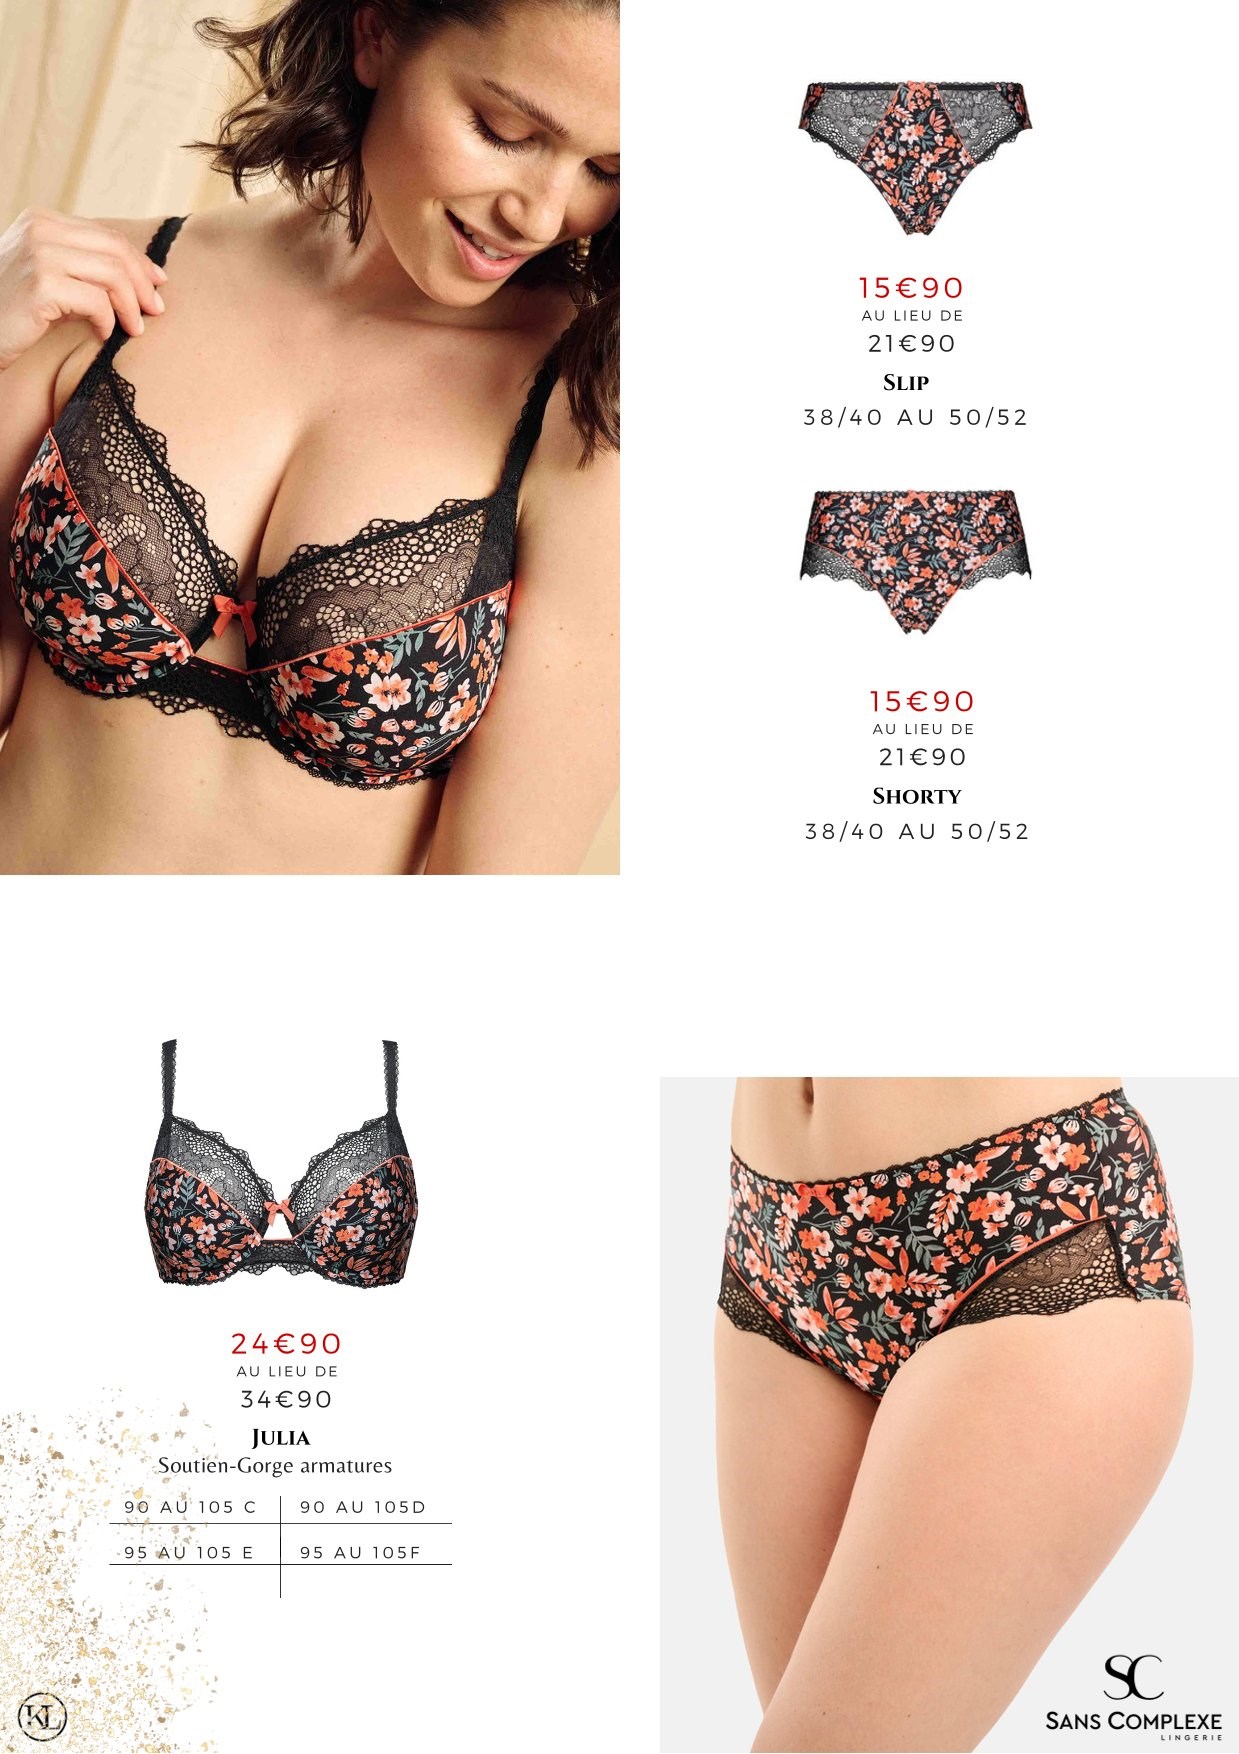 15€90
AU LIEU DE
21€90
SLIP
38/40 AU 50/52
15€90
AU LIEU DE
21€90
SHORTY
38/40 AU 50/52
24€90
AU LIEU DE
34€90
JULIA
Soutien-Gorge armatures
90 AU 105 C 90 AU 105D
95 AU 105 E 95 AU 105F
KL
SC
SANS COMPLEXE
LINGERIE